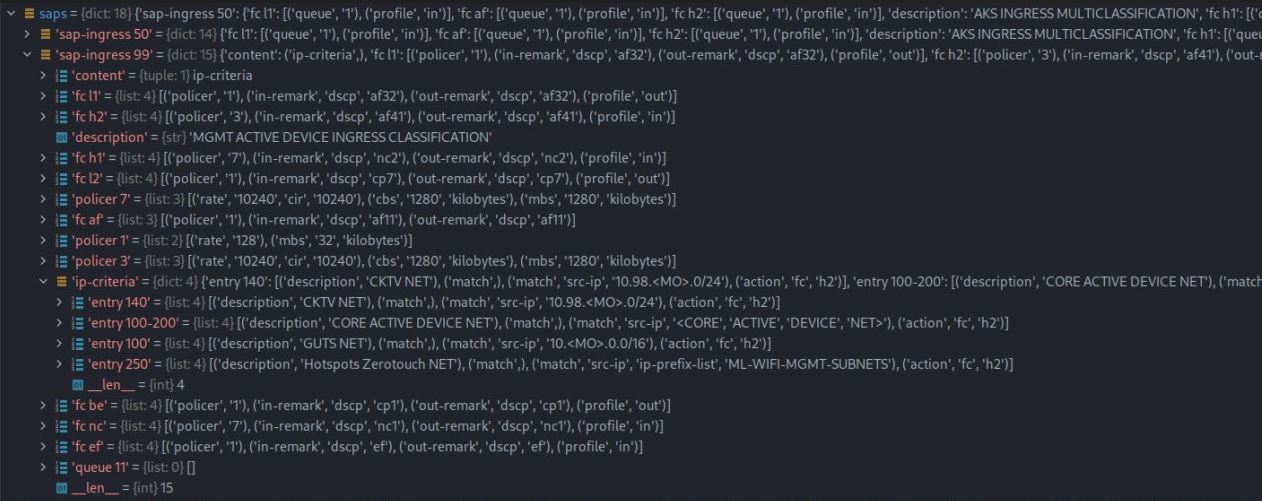 saps = {dict: 18} {'sap-ingress 50': {'fc l1': [('queue', '1'), ('profile', 'in')], 'fc af': [('queue', '1'), ('profile', 'in')], 'fc h2': [('queue', '1'), ('profile', 'in')], 'description': 'AKS INGRESS MULTICLASSIFICATION', 'fc h1': [('q
'sap-ingress 50' = {dict: 14} {'fc l1': [('queue', '1'), ('profile', 'in')], 'fc af': [('queue', '1'), ('profile', 'in')], 'fc h2': [('queue', '1'), ('profile', 'in')], 'description': 'AKS INGRESS MULTICLASSIFICATION', 'fc h1': [('queue
'sap-ingress 99' = {dict: 15} {'content': ('ip-criteria',), 'fc l1': [('policer', '1'), ('in-remark', 'dscp', 'af32'), ('out-remark', 'dscp', 'af32'), ('profile', 'out')], 'fc h2': [('policer', '3'), ('in-remark', 'dscp', 'af41'), ('out-r
'content' = {tuple: 1} ip-criteria
'fc l1' = {list: 4} [('policer', '1'), ('in-remark', 'dscp', 'af32'), ('out-remark', 'dscp', 'af32'), ('profile', 'out')]
'fc h2' = {list: 4} [('policer', '3'), ('in-remark', 'dscp', 'af41'), ('out-remark', 'dscp', 'af41'), ('profile', 'in')]
'description' = {str} 'MGMT ACTIVE DEVICE INGRESS CLASSIFICATION'
'fc h1' = {list: 4} [('policer', '7'), ('in-remark', 'dscp', 'nc2'), ('out-remark', 'dscp', 'nc2'), ('profile', 'in')]
'fc l2' = {list: 4} [('policer', '1'), ('in-remark', 'dscp', 'cp7'), ('out-remark', 'dscp', 'cp7'), ('profile', 'out')]
'policer 7' = {list: 3} [('rate', '10240', 'cir', '10240'), ('cbs', '1280', 'kilobytes'), ('mbs', '1280', 'kilobytes')]
'fc af' = {list: 3} [('policer', '1'), ('in-remark', 'dscp', 'af11'), ('out-remark', 'dscp', 'af11')]
'policer 1' = {list: 2} [('rate', '128'), ('mbs', '32', 'kilobytes')]
'policer 3' = {list: 3} [('rate', '10240', 'cir', '10240'), ('cbs', '1280', 'kilobytes'), ('mbs', '1280', 'kilobytes')]
'ip-criteria' = {dict: 4} {'entry 140': [('description', 'CKTV NET'), ('match',), ('match', 'src-ip', '10.98.<MO>.0/24'), ('action', 'fc', 'h2')], 'entry 100-200': [('description', 'CORE ACTIVE DEVICE NET'), ('match
'entry 140' = {list: 4} [('description', 'CKTV NET'), ('match',), ('match', 'src-ip', '10.98.<MO>.0/24'), ('action', 'fc', 'h2')]
'entry 100-200' = {list: 4} [('description', 'CORE ACTIVE DEVICE NET'), ('match',), ('match', 'src-ip', '<CORE', 'ACTIVE', 'DEVICE', 'NET>'), ('action', 'fc', 'h2')]
'entry 100' = {list: 4} [('description', 'GUTS NET'), ('match',), ('match', 'src-ip', '10.<MO>.0.0/16'), ('action', 'fc', 'h2')]
'entry 250' = {list: 4} [('description', 'Hotspots Zerotouch NET'), ('match',), ('match', 'src-ip', 'ip-prefix-list', 'ML-WIFI-MGMT-SUBNETS'), ('action', 'fc', 'h2')]
__len__ = {int} 4
'fc be' = {list: 4} [('policer', '1'), ('in-remark', 'dscp', 'cp1'), ('out-remark', 'dscp', 'cp1'), ('profile', 'out')]
'fc nc' = {list: 4} [('policer', '7'), ('in-remark', 'dscp', 'nc1'), ('out-remark', 'dscp', 'nc1'), ('profile', 'in')]
'fc ef' = {list: 4} [('policer', '1'), ('in-remark', 'dscp', 'ef'), ('out-remark', 'dscp', 'ef'), ('profile', 'in')]
'queue 11' = {list: 0} []
__len__ = {int} 15